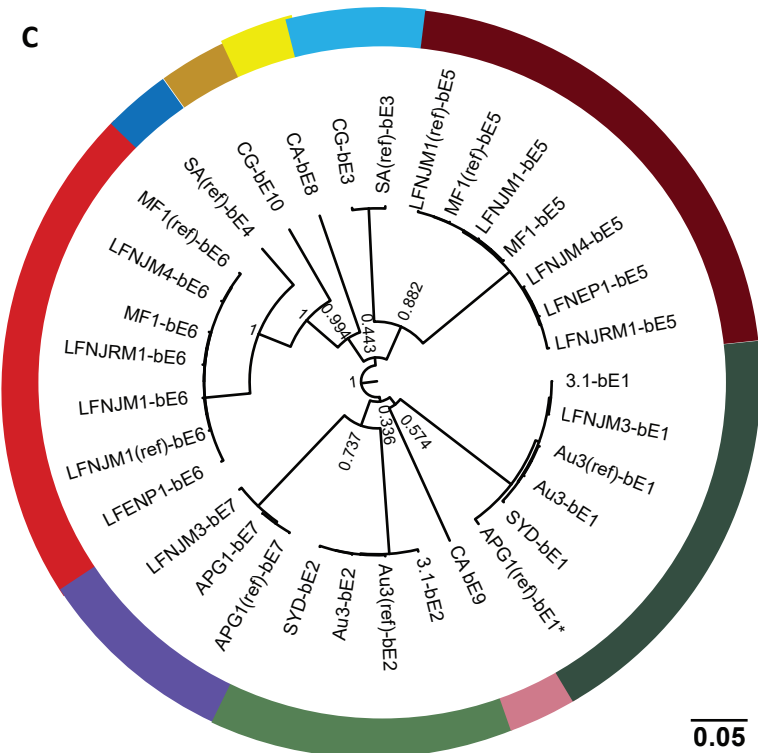 C
SA(ref)-bE3
LFNJM1(ref)-bE5
MF1(ref)-bE5
LFNJM1-bE5
MF1-bE5
LFNJM4-bE5
LFNEP1-bE5
LFNJRM1-bE5
3.1-bE1
LFNJM3-bE1
Au3(ref)-bE1
Au3-bE1
SYD-bE1
APG1(ref)-bE1*
CA-bE9
3.1-bE2
Au3(ref)-bE2
Au3-bE2
SYD-bE2
APG1(ref)-bE7
APG1-bE7
LFNJM3-bE7
LFENP1-bE6
LFNJM1(ref)-bE6
LFNJM1-bE6
LFNJRM1-bE6
MF1-bE6
LFNJM4-bE6
MF1(ref)-bE6
SA(ref)-bE4
CG-bE10
CA-bE8
CG-bE3
1
1
0.994
0.443
0.882
1
0.737
0.336
0.574
0.05